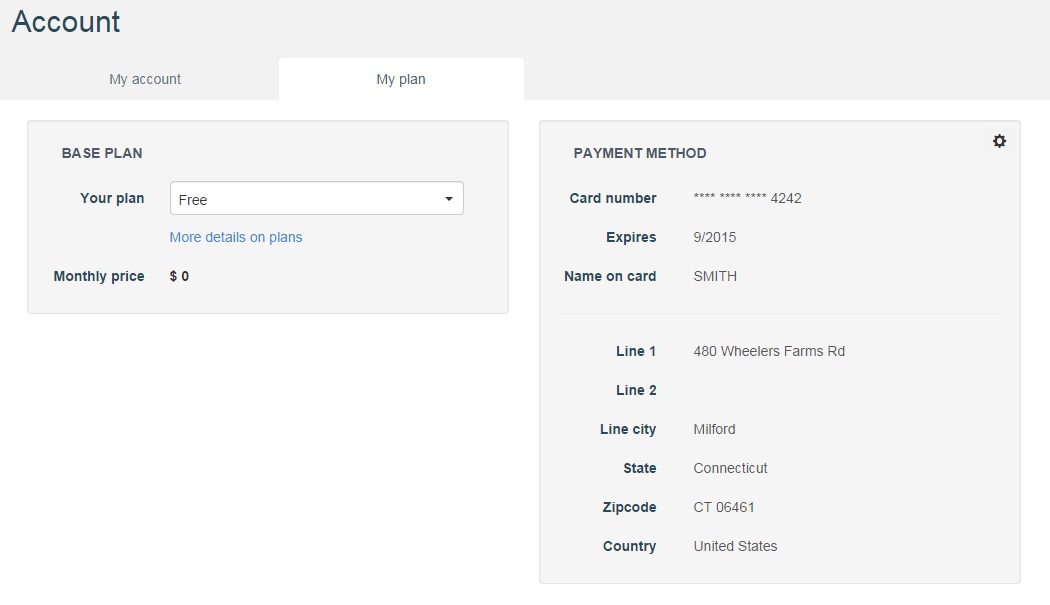 Account
My account
My plan
BASE PLAN
Your plan
Free
More details on plans
Monthly price
$ 0
PAYMENT METHOD
Card number
**** **** **** 4242
Expires
9/2015
Name on card
SMITH
Line 1
480 Wheelers Farms Rd
Line 2
Line city
Milford
State
Connecticut
Zipcode
CT 06461
Country
United States